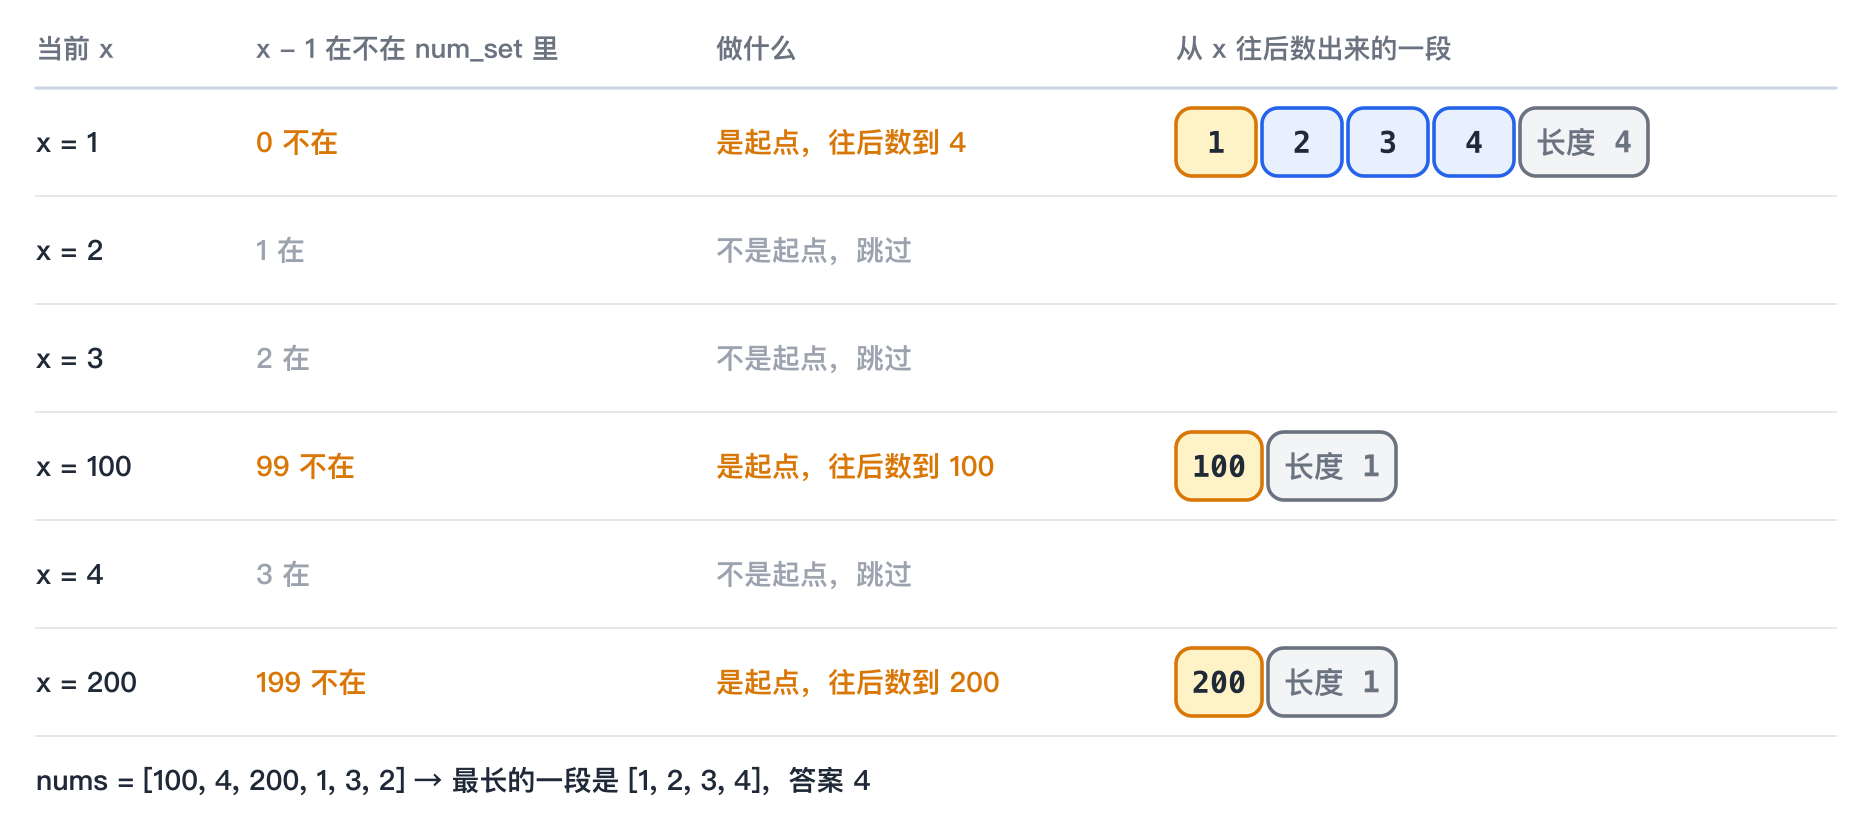 当前 x  x − 1 在不在 num_set 里  做什么  从 x 往后数出来的一段
x = 1  0 不在  是起点，往后数到 4  1 2 3 4 长度 4
x = 2  1 在  不是起点，跳过
x = 3  2 在  不是起点，跳过
x = 100  99 不在  是起点，往后数到 100  100 长度 1
x = 4  3 在  不是起点，跳过
x = 200  199 不在  是起点，往后数到 200  200 长度 1
nums = [100, 4, 200, 1, 3, 2] → 最长的一段是 [1, 2, 3, 4]，答案 4